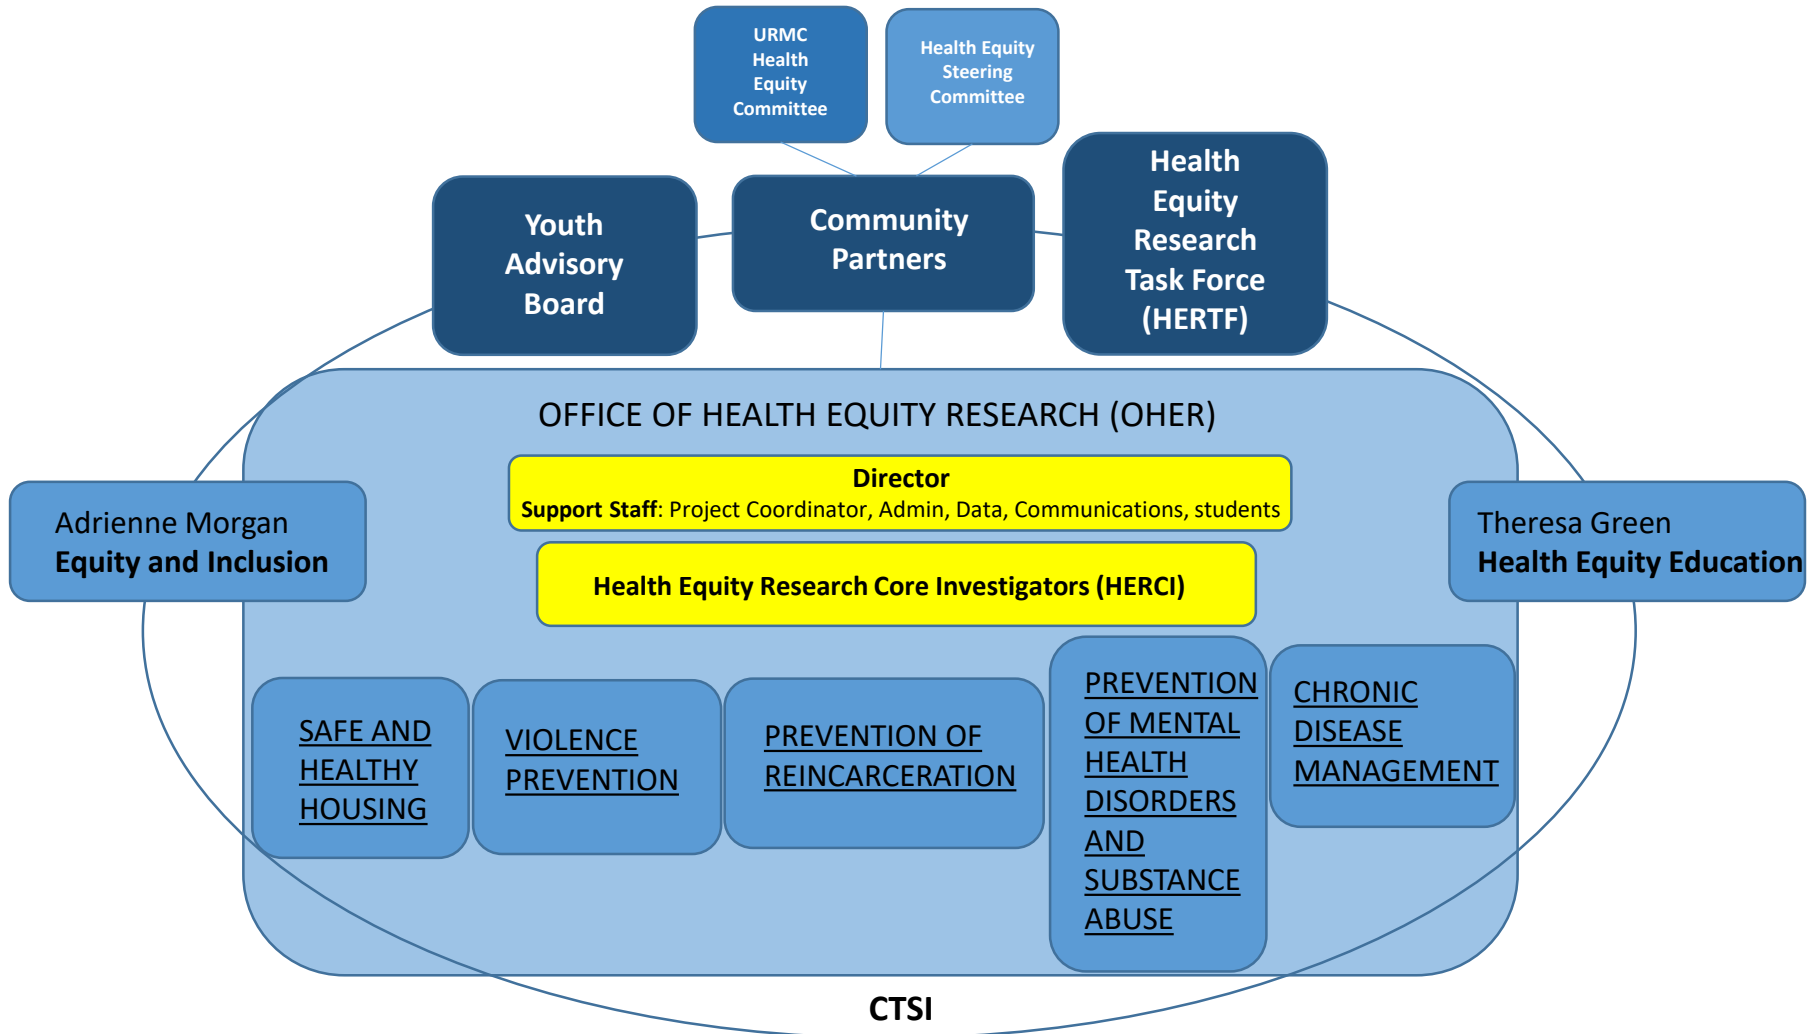 URMC
Health
Equity
Committee
Health Equity
Steering
Committee
Youth
Advisory
Board
Community
Partners
Health
Equity
Research
Task Force
(HERTF)
OFFICE OF HEALTH EQUITY RESEARCH (OHER)
Director
Support Staff: Project Coordinator, Admin, Data, Communications, students
Health Equity Research Core Investigators (HERCI)
Adrienne Morgan
Equity and Inclusion
Theresa Green
Health Equity Education
SAFE AND
HEALTHY
HOUSING
VIOLENCE
PREVENTION
PREVENTION OF
REINCARCERATION
PREVENTION
OF MENTAL
HEALTH
DISORDERS
AND
SUBSTANCE
ABUSE
CHRONIC
DISEASE
MANAGEMENT
CTSI